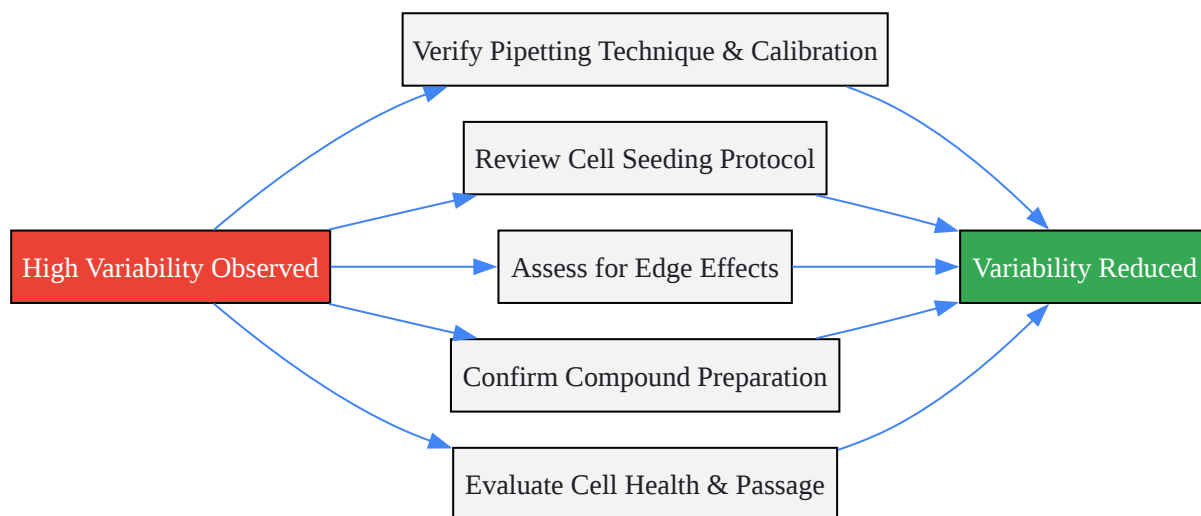 Verify Pipetting Technique & Calibration
Review Cell Seeding Protocol
High Variability Observed
Assess for Edge Effects
Variability Reduced
Confirm Compound Preparation
Evaluate Cell Health & Passage